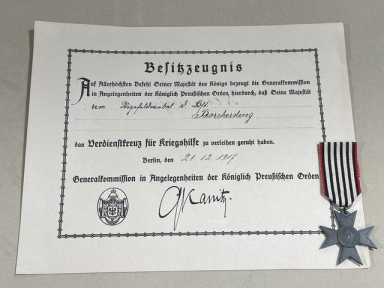 Besitzzeugnis
Auf Allerhöchsten Befehl Seiner Majestät des Königs bezeugt die Generalkommission
in Angelegenheiten der Königlich Preußischen Orden hierdurch, daß Seine Majestät
dem Vizefeldwebel d.
das Verdienstkreuz für Kriegshilfe zu verleihen geruht haben.
Berlin, den 21 12 1917
Generalkommission in Angelegenheiten der Königlich Preußischen Orden